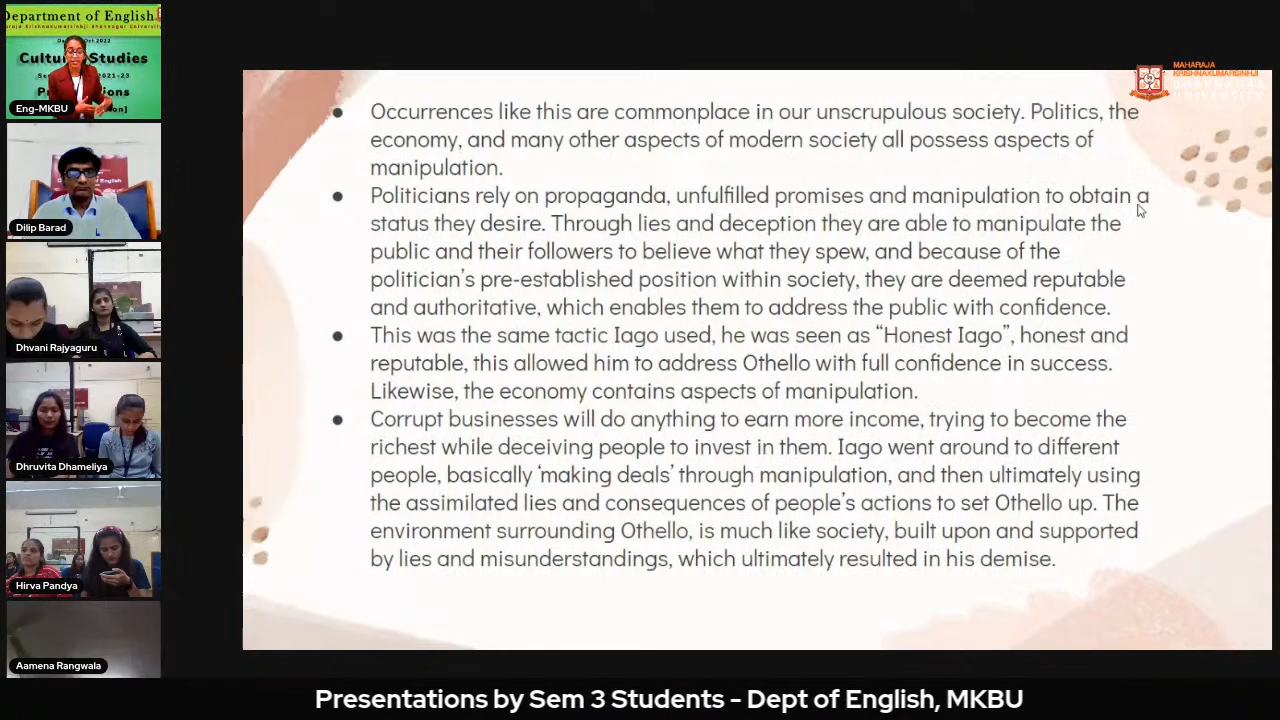 Department of English
Maharaja Krishnakumarsinhji Bhavnagar University
Oct 2022
Cultu Studies
2021-23
Eng-MKBU
Dilip Barad
Dhvani Rajyaguru
Dhruvita Dhameliya
Hirva Pandya
Aamena Rangwala
MAHARAJA
KRISHNAKUMARSINHJI
BHAVNAGAR
UNIVERSITY
● Occurrences like this are commonplace in our unscrupulous society. Politics, the
economy, and many other aspects of modern society all possess aspects of
manipulation.
● Politicians rely on propaganda, unfulfilled promises and manipulation to obtain a
status they desire. Through lies and deception they are able to manipulate the
public and their followers to believe what they spew, and because of the
politician's pre-established position within society, they are deemed reputable
and authoritative, which enables them to address the public with confidence.
● This was the same tactic Iago used, he was seen as “Honest Iago”, honest and
reputable, this allowed him to address Othello with full confidence in success.
Likewise, the economy contains aspects of manipulation.
● Corrupt businesses will do anything to earn more income, trying to become the
richest while deceiving people to invest in them. Iago went around to different
people, basically ‘making deals’ through manipulation, and then ultimately using
the assimilated lies and consequences of people's actions to set Othello up. The
environment surrounding Othello, is much like society, built upon and supported
by lies and misunderstandings, which ultimately resulted in his demise.
Presentations by Sem 3 Students - Dept of English, MKBU